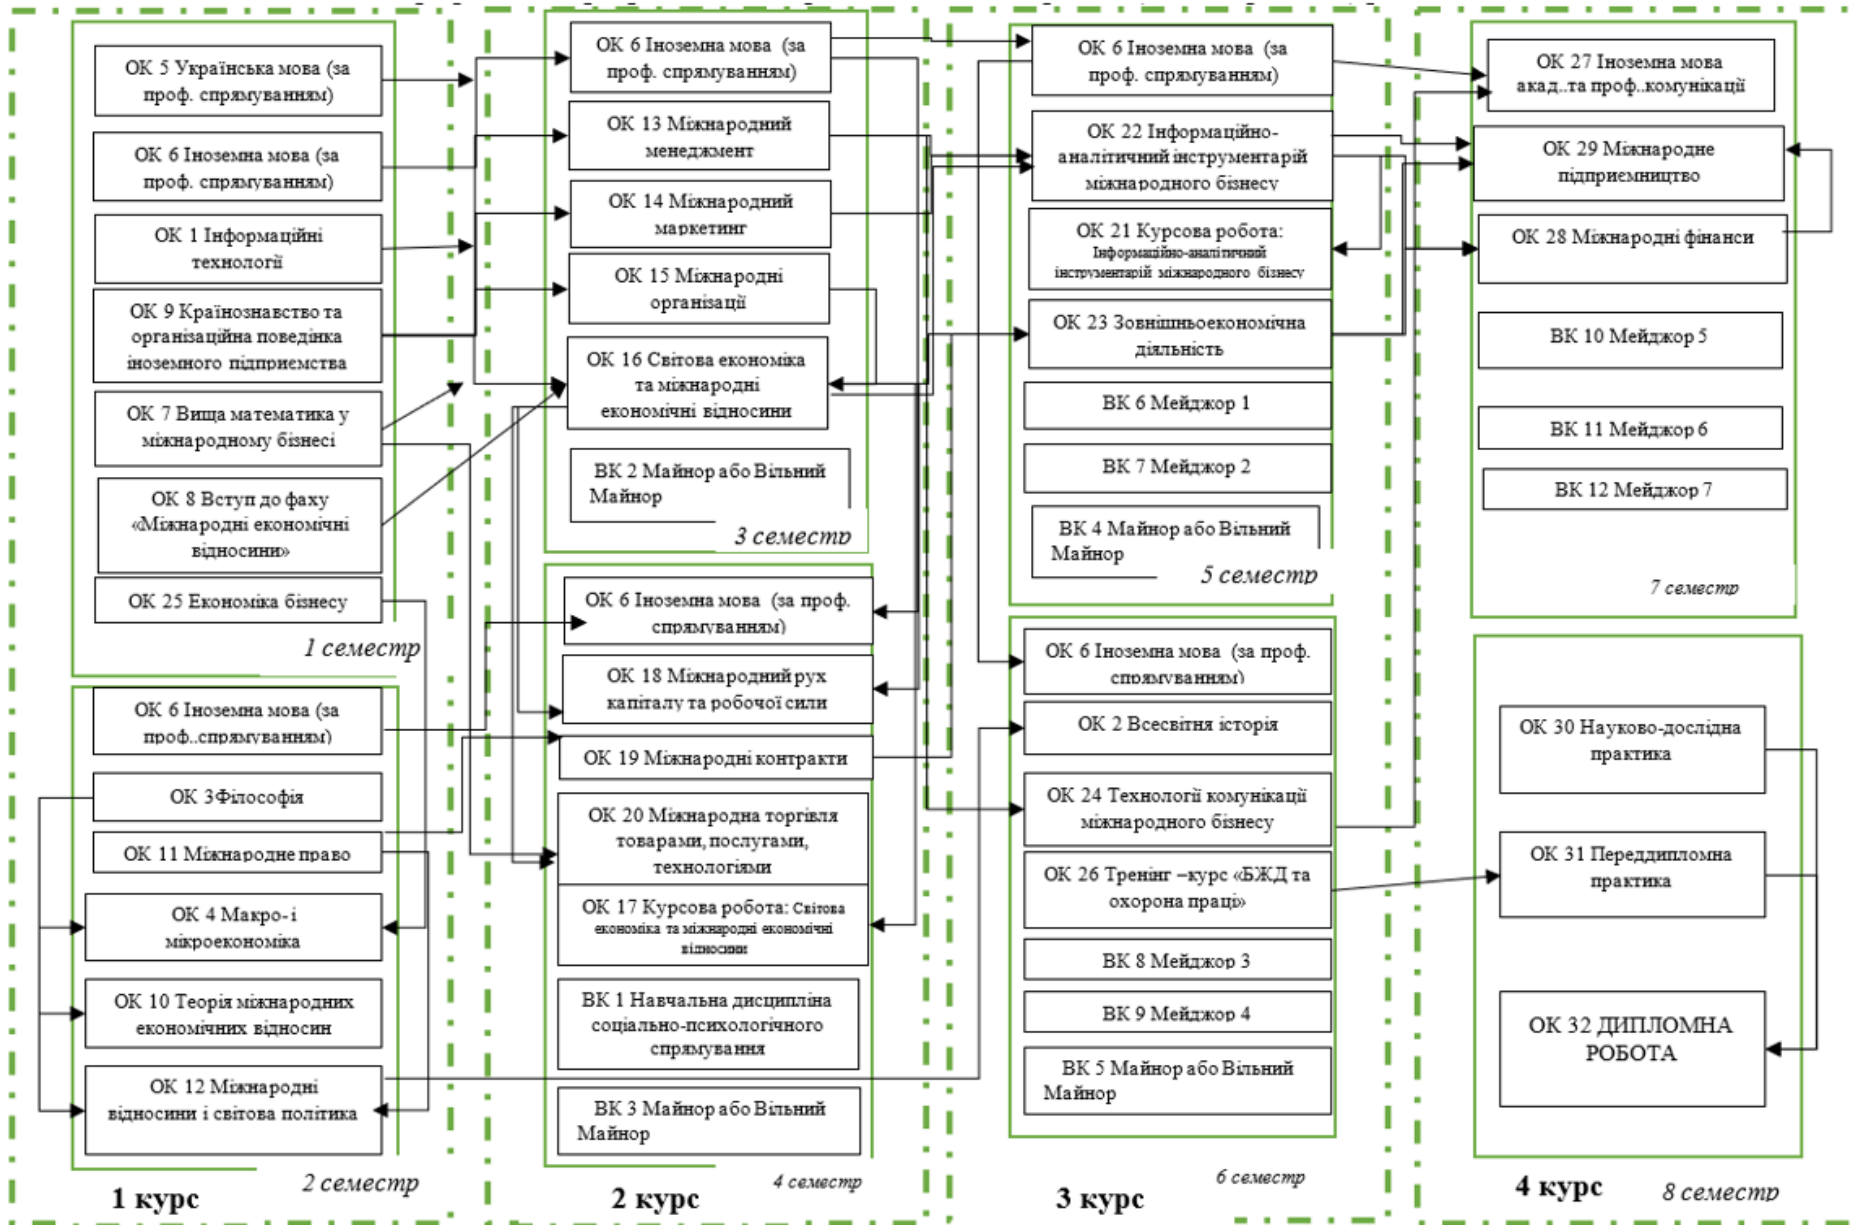 ОК 5 Українська мова (за
проф. спрямуванням)
ОК 6 Іноземна мова (за
проф. спрямуванням)
ОК 1 Інформаційні
технології
ОК 9 Країнознавство та
організаційна поведінка
іноземного підприємства
ОК 7 Вища математика у
міжнародному бізнесі
ОК 8 Вступ до фаху
«Міжнародні економічні
відносини»
ОК 25 Економіка бізнесу
1 семестр
ОК 6 Іноземна мова (за
проф..спрямуванням)
ОК 3Філософія
ОК 11 Міжнародне право
ОК 4 Макро- і
мікроекономіка
ОК 10 Теорія міжнародних
економічних відносин
ОК 12 Міжнародні
відносини і світова політика
2 семестр
1 курс
ОК 6 Іноземна мова (за
проф. спрямуванням)
ОК 13 Міжнародний
менеджмент
ОК 14 Міжнародний
маркетинг
ОК 15 Міжнародні
організації
ОК 16 Світова економіка
та міжнародні
економічні відносини
ВК 2 Майнор або Вільний
Майнор
3 семестр
ОК 6 Іноземна мова (за проф.
спрямуванням)
ОК 18 Міжнародний рух
капіталу та робочої сили
ОК 19 Міжнародні контракти
ОК 20 Міжнародна торгівля
товарами, послугами,
технологіями
ОК 17 Курсова робота: Світова
економіка та міжнародні економічні
відносини
ВК 1 Навчальна дисципліна
соціально-психологічного
спрямування
ВК 3 Майнор або Вільний
Майнор
4 семестр
2 курс
ОК 6 Іноземна мова (за
проф. спрямуванням)
ОК 22 Інформаційно-
аналітичний інструментарій
міжнародного бізнесу
ОК 21 Курсова робота:
Інформаційно-аналітичний
інструментарій міжнародного бізнесу
ОК 23 Зовнішньоекономічна
діяльність
ВК 6 Мейджор 1
ВК 7 Мейджор 2
ВК 4 Майнор або Вільний
Майнор
5 семестр
ОК 6 Іноземна мова (за проф.
спрямуванням)
ОК 2 Всесвітня історія
ОК 24 Технології комунікації
міжнародного бізнесу
ОК 26 Тренінг –курс «БЖД та
охорона праці»
ВК 8 Мейджор 3
ВК 9 Мейджор 4
ВК 5 Майнор або Вільний
Майнор
6 семестр
3 курс
ОК 27 Іноземна мова
акад..та проф..комунікації
ОК 29 Міжнародне
підприємництво
ОК 28 Міжнародні фінанси
ВК 10 Мейджор 5
ВК 11 Мейджор 6
ВК 12 Мейджор 7
7 семестр
ОК 30 Науково-дослідна
практика
ОК 31 Переддипломна
практика
ОК 32 ДИПЛОМНА
РОБОТА
4 курс
8 семестр